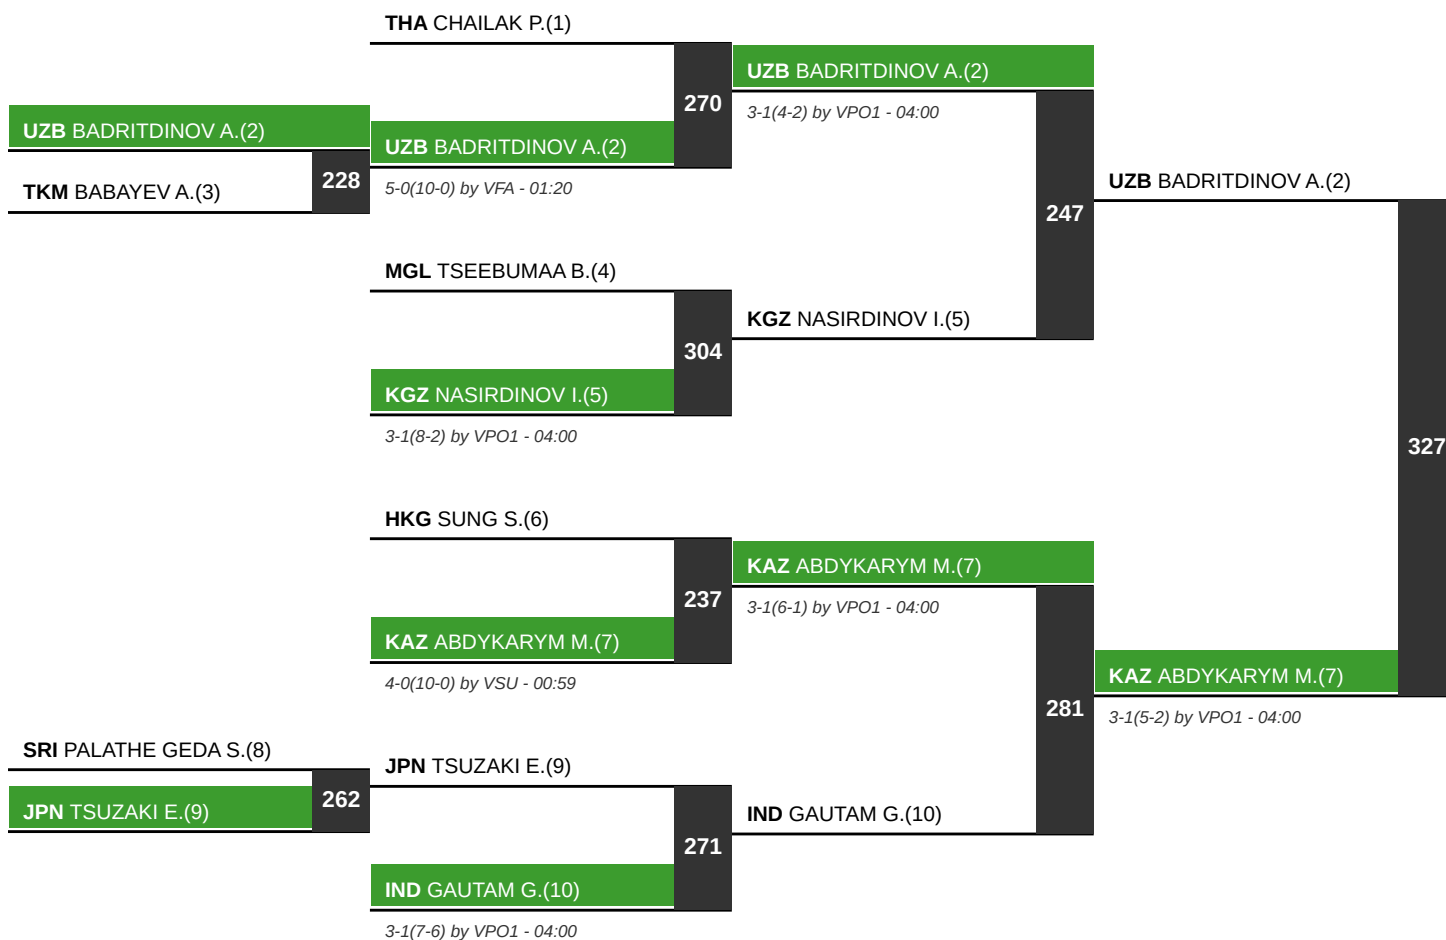 THA CHAILAK P.(1)
UZB BADRITDINOV A.(2)
270
3-1(4-2) by VPO1 - 04:00
UZB BADRITDINOV A.(2)
UZB BADRITDINOV A.(2)
228
TKM BABAYEV A.(3)
5-0(10-0) by VFA - 01:20
UZB BADRITDINOV A.(2)
247
MGL TSEEBUMAA B.(4)
KGZ NASIRDINOV I.(5)
304
KGZ NASIRDINOV I.(5)
3-1(8-2) by VPO1 - 04:00
327
HKG SUNG S.(6)
KAZ ABDYKARYM M.(7)
237
3-1(6-1) by VPO1 - 04:00
KAZ ABDYKARYM M.(7)
4-0(10-0) by VSU - 00:59
KAZ ABDYKARYM M.(7)
281
3-1(5-2) by VPO1 - 04:00
SRI PALATHE GEDA S.(8)
JPN TSUZAKI E.(9)
262
JPN TSUZAKI E.(9)
IND GAUTAM G.(10)
271
IND GAUTAM G.(10)
3-1(7-6) by VPO1 - 04:00